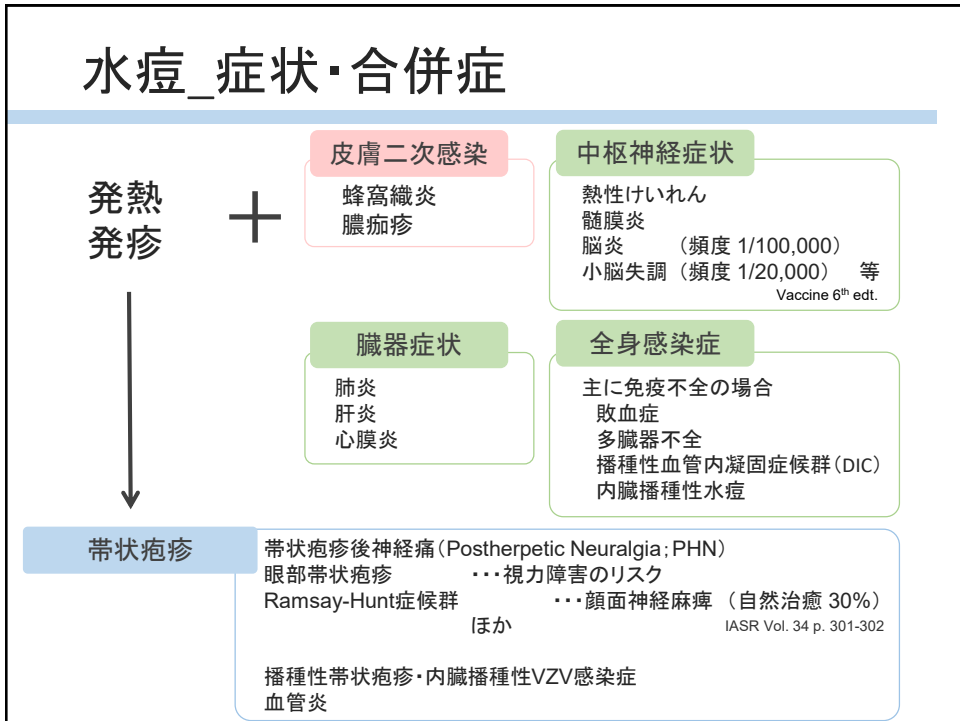 水痘_症状・合併症
発熱
発疹
＋
皮膚二次感染
蜂窩織炎
膿痂疹
中枢神経症状
熱性けいれん
髄膜炎
脳炎　　（頻度 1/100,000）
小脳失調（頻度 1/20,000）　等
Vaccine 6th edt.
臓器症状
肺炎
肝炎
心膜炎
全身感染症
主に免疫不全の場合
敗血症
多臓器不全
播種性血管内凝固症候群（DIC）
内臓播種性水痘
帯状疱疹
帯状疱疹後神経痛（Postherpetic Neuralgia；PHN）
眼部帯状疱疹　　　・・・視力障害のリスク
Ramsay-Hunt症候群　　　・・・顔面神経麻痺　（自然治癒 30%）
ほか
IASR Vol. 34 p. 301-302
播種性帯状疱疹・内臓播種性VZV感染症
血管炎